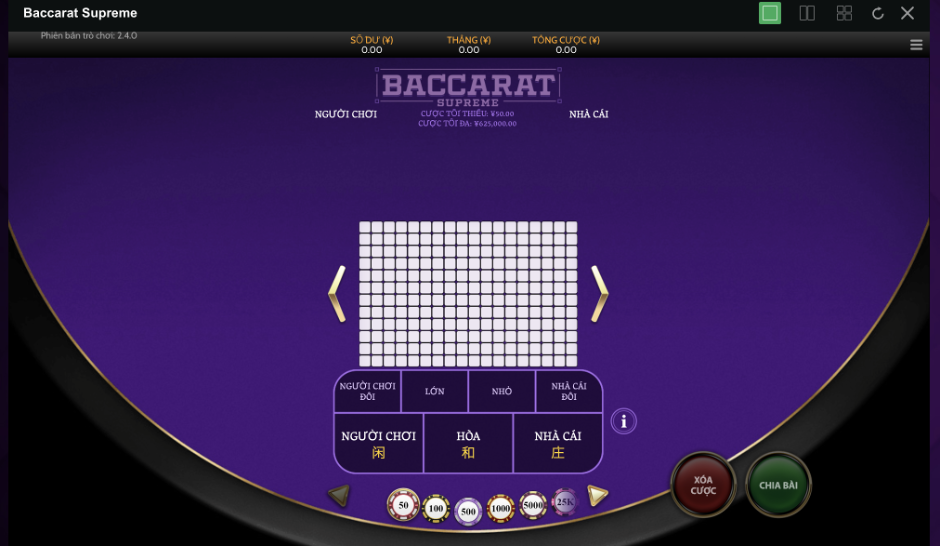 Baccarat Supreme
Phiên bản trò chơi: 2.4.0
SỐ DƯ (¥)
0.00
THẮNG (¥)
0.00
TỔNG CƯỢC (¥)
0.00
BACCARAT
SUPREME
NGƯỜI CHƠI
CƯỢC TỐI THIỂU: ¥50.00
CƯỢC TỐI ĐA: ¥625,000.00
NHÀ CÁI
NGƯỜI CHƠI
ĐÔI
LỚN
NHỎ
NHÀ CÁI
ĐÔI
NGƯỜI CHƠI
闲
HÒA
和
NHÀ CÁI
庄
i
50
100
500
1000
5000
25K
XÓA
CƯỢC
CHIA BÀI